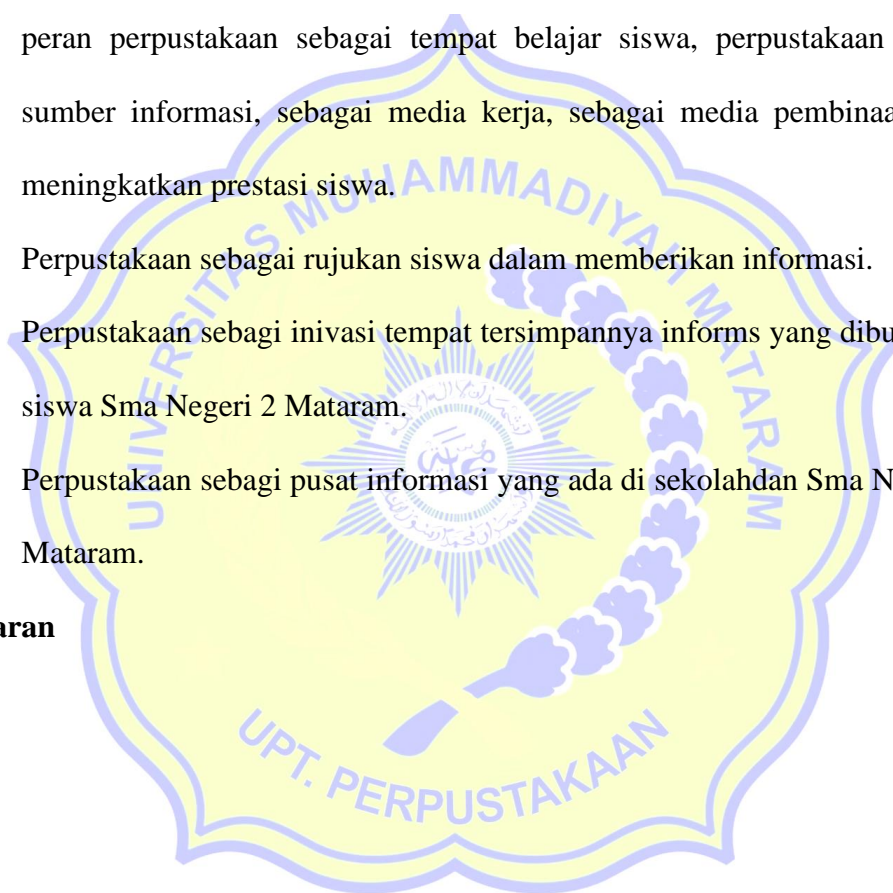 peran perpustakaan sebagai tempat belajar siswa, perpustakaan
sumber informasi, sebagai media kerja, sebagai media pembinaa
meningkatkan prestasi siswa.
Perpustakaan sebagai rujukan siswa dalam memberikan informasi.
Perpustakaan sebagi inivasi tempat tersimpannya informs yang dibu
siswa Sma Negeri 2 Mataram.
Perpustakaan sebagi pusat informasi yang ada di sekolahdan Sma N
Mataram.
aran
UNIVERSITAS MUHAMMADIYAH MATARAM
UPT. PERPUSTAKAAN